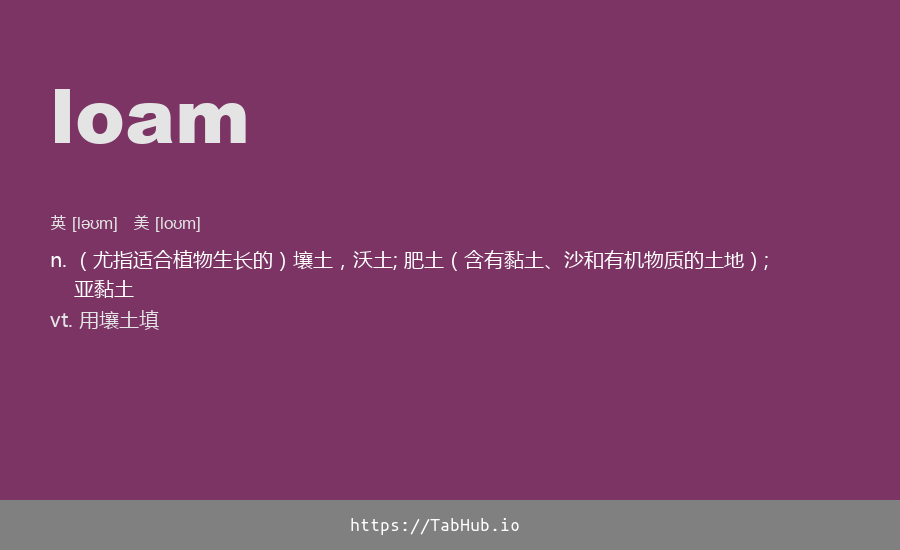 loam
英 [ləʊm] 美 [loʊm]
n. （尤指适合植物生长的）壤土，沃土; 肥土（含有黏土、沙和有机物质的土地）;
亚黏土
vt. 用壤土填
https://TabHub.io